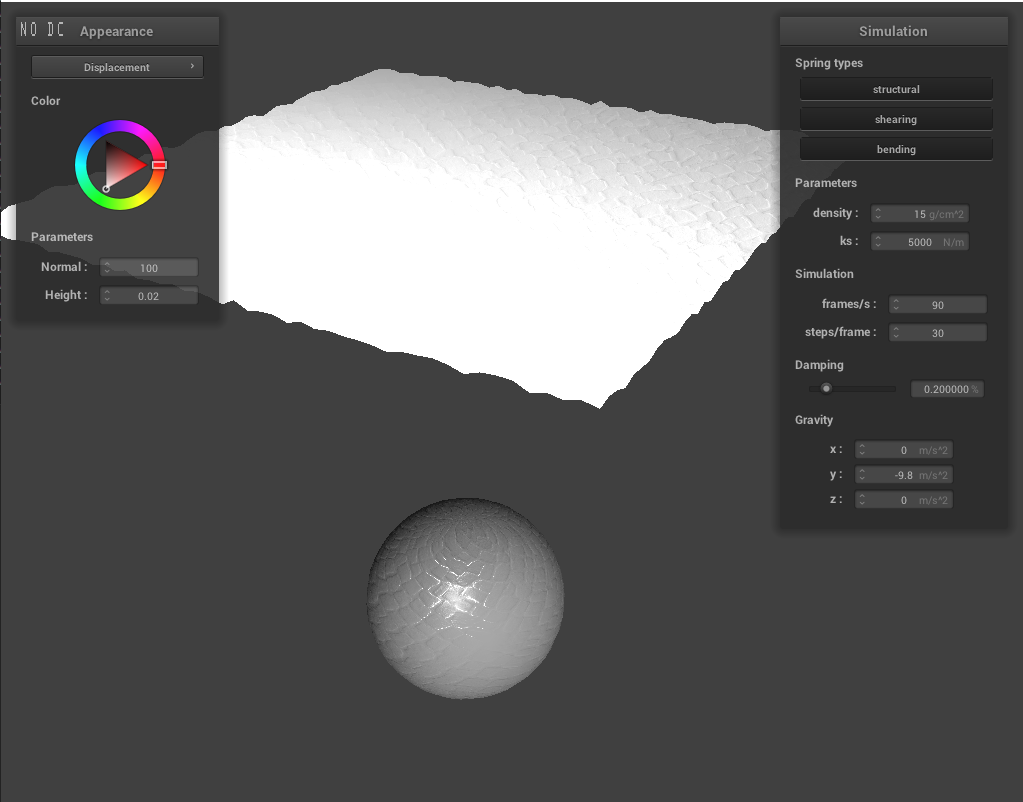 NO DC
Appearance
Displacement
Color
Parameters
Normal : 100
Height : 0.02
Simulation
Spring types
structural
shearing
bending
Parameters
density : 15 g/cm^2
ks : 5000 N/m
Simulation
frames/s : 90
steps/frame : 30
Damping
0.200000 %
Gravity
x : 0 m/s^2
y : -9.8 m/s^2
z : 0 m/s^2